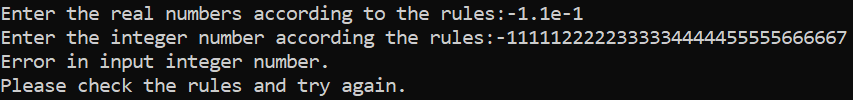 Enter the real numbers according to the rules:-1.1e-1
Enter the integer number according the rules:-1111122222333334444455555666667
Error in input integer number.
Please check the rules and try again.